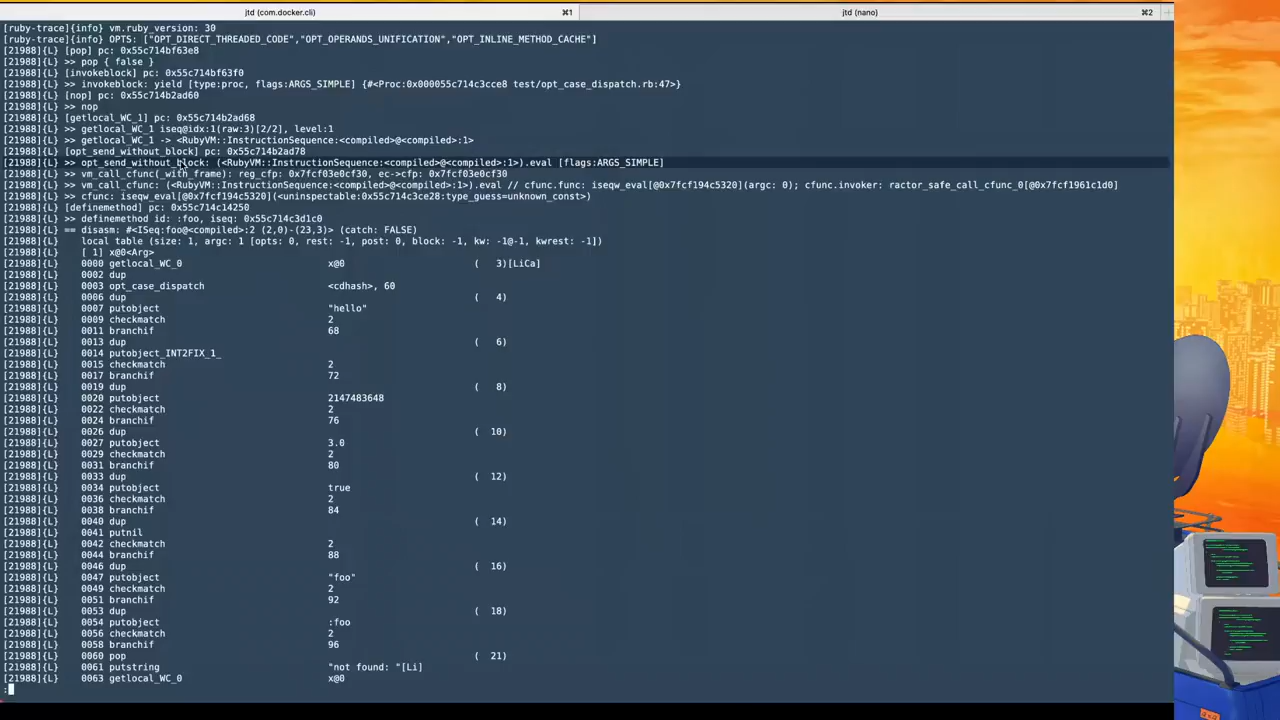 jtd (com.docker.cli) ⌘1 jtd (nano) ⌘2 +
[ruby-trace]{info} vm.ruby_version: 30
[ruby-trace]{info} OPTS: ["OPT_DIRECT_THREADED_CODE","OPT_OPERANDS_UNIFICATION","OPT_INLINE_METHOD_CACHE"]
[21988]{L} [pop] pc: 0x55c714bf63e8
[21988]{L} >> pop { false }
[21988]{L} [invokeblock] pc: 0x55c714bf63f0
[21988]{L} >> invokeblock: yield [type:proc, flags:ARGS_SIMPLE] {#<Proc:0x000055c714c3cce8 test/opt_case_dispatch.rb:47>}
[21988]{L} [nop] pc: 0x55c714b2ad60
[21988]{L} >> nop
[21988]{L} [getlocal_WC_1] pc: 0x55c714b2ad68
[21988]{L} >> getlocal_WC_1 iseq@idx:1(raw:3)[2/2], level:1
[21988]{L} >> getlocal_WC_1 -> <RubyVM::InstructionSequence:<compiled>@<compiled>:1>
[21988]{L} [opt_send_without_block] pc: 0x55c714b2ad78
[21988]{L} >> opt_send_without_block: (<RubyVM::InstructionSequence:<compiled>@<compiled>:1>).eval [flags:ARGS_SIMPLE]
[21988]{L} >> vm_call_cfunc(_with_frame): reg_cfp: 0x7fcf03e0cf30, ec->cfp: 0x7fcf03e0cf30
[21988]{L} >> vm_call_cfunc: (<RubyVM::InstructionSequence:<compiled>@<compiled>:1>).eval // cfunc.func: iseqw_eval[@0x7fcf194c5320](argc: 0); cfunc.invoker: ractor_safe_call_cfunc_0[@0x7fcf1961c1d0]
[21988]{L} >> cfunc: iseqw_eval[@0x7fcf194c5320](<uninspectable:0x55c714c3ce28:type_guess=unknown_const>)
[21988]{L} [definemethod] pc: 0x55c714c14250
[21988]{L} >> definemethod id: :foo, iseq: 0x55c714c3d1c0
[21988]{L} == disasm: #<ISeq:foo@<compiled>:2 (2,0)-(23,3)> (catch: FALSE)
[21988]{L} local table (size: 1, argc: 1 [opts: 0, rest: -1, post: 0, block: -1, kw: -1@-1, kwrest: -1])
[21988]{L} [ 1] x@0<Arg>
[21988]{L} 0000 getlocal_WC_0 x@0 ( 3)[LiCa]
[21988]{L} 0002 dup
[21988]{L} 0003 opt_case_dispatch <cdhash>, 60
[21988]{L} 0006 dup ( 4)
[21988]{L} 0007 putobject "hello"
[21988]{L} 0009 checkmatch 2
[21988]{L} 0011 branchif 68
[21988]{L} 0013 dup ( 6)
[21988]{L} 0014 putobject_INT2FIX_1_
[21988]{L} 0015 checkmatch 2
[21988]{L} 0017 branchif 72
[21988]{L} 0019 dup ( 8)
[21988]{L} 0020 putobject 2147483648
[21988]{L} 0022 checkmatch 2
[21988]{L} 0024 branchif 76
[21988]{L} 0026 dup ( 10)
[21988]{L} 0027 putobject 3.0
[21988]{L} 0029 checkmatch 2
[21988]{L} 0031 branchif 80
[21988]{L} 0033 dup ( 12)
[21988]{L} 0034 putobject true
[21988]{L} 0036 checkmatch 2
[21988]{L} 0038 branchif 84
[21988]{L} 0040 dup ( 14)
[21988]{L} 0041 putnil
[21988]{L} 0042 checkmatch 2
[21988]{L} 0044 branchif 88
[21988]{L} 0046 dup ( 16)
[21988]{L} 0047 putobject "foo"
[21988]{L} 0049 checkmatch 2
[21988]{L} 0051 branchif 92
[21988]{L} 0053 dup ( 18)
[21988]{L} 0054 putobject :foo
[21988]{L} 0056 checkmatch 2
[21988]{L} 0058 branchif 96
[21988]{L} 0060 pop ( 21)
[21988]{L} 0061 putstring "not found: "[Li]
[21988]{L} 0063 getlocal_WC_0 x@0
: